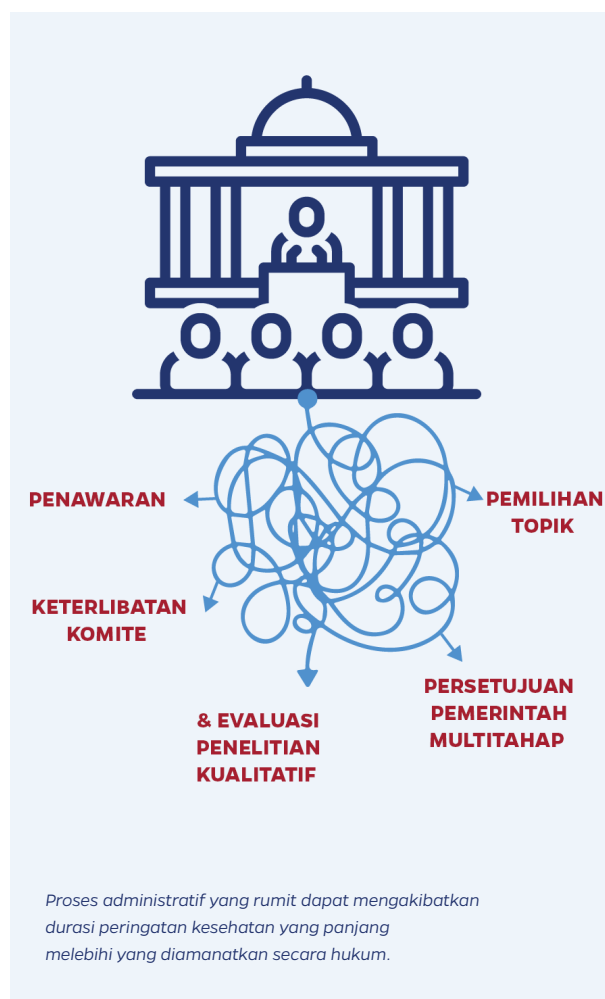 PENAWARAN
PEMILIHAN
TOPIK
KETERLIBATAN
KOMITE
PERSETUJUAN
PEMERINTAH
MULTITAHAP
& EVALUASI
PENELITIAN
KUALITATIF
Proses administratif yang rumit dapat mengakibatkan
durasi peringatan kesehatan yang panjang
melebihi yang diamanatkan secara hukum.